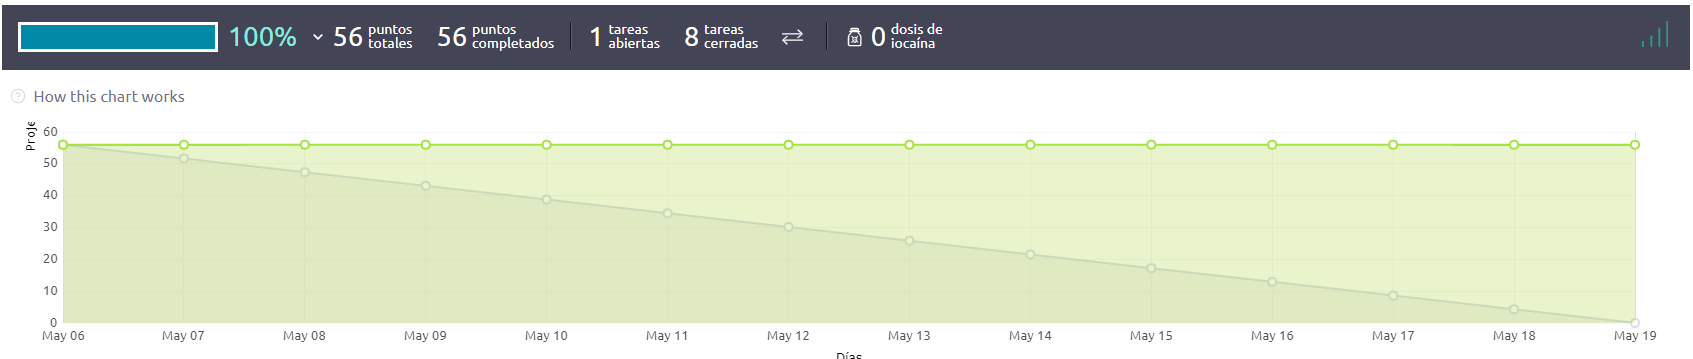 100% 56 puntos totales 56 puntos completados 1 tareas abiertas 8 tareas cerradas 0 dosis de iocaína
How this chart works
60
50
40
30
20
10
0
May 06 May 07 May 08 May 09 May 10 May 11 May 12 May 13 May 14 May 15 May 16 May 17 May 18 May 19
Días